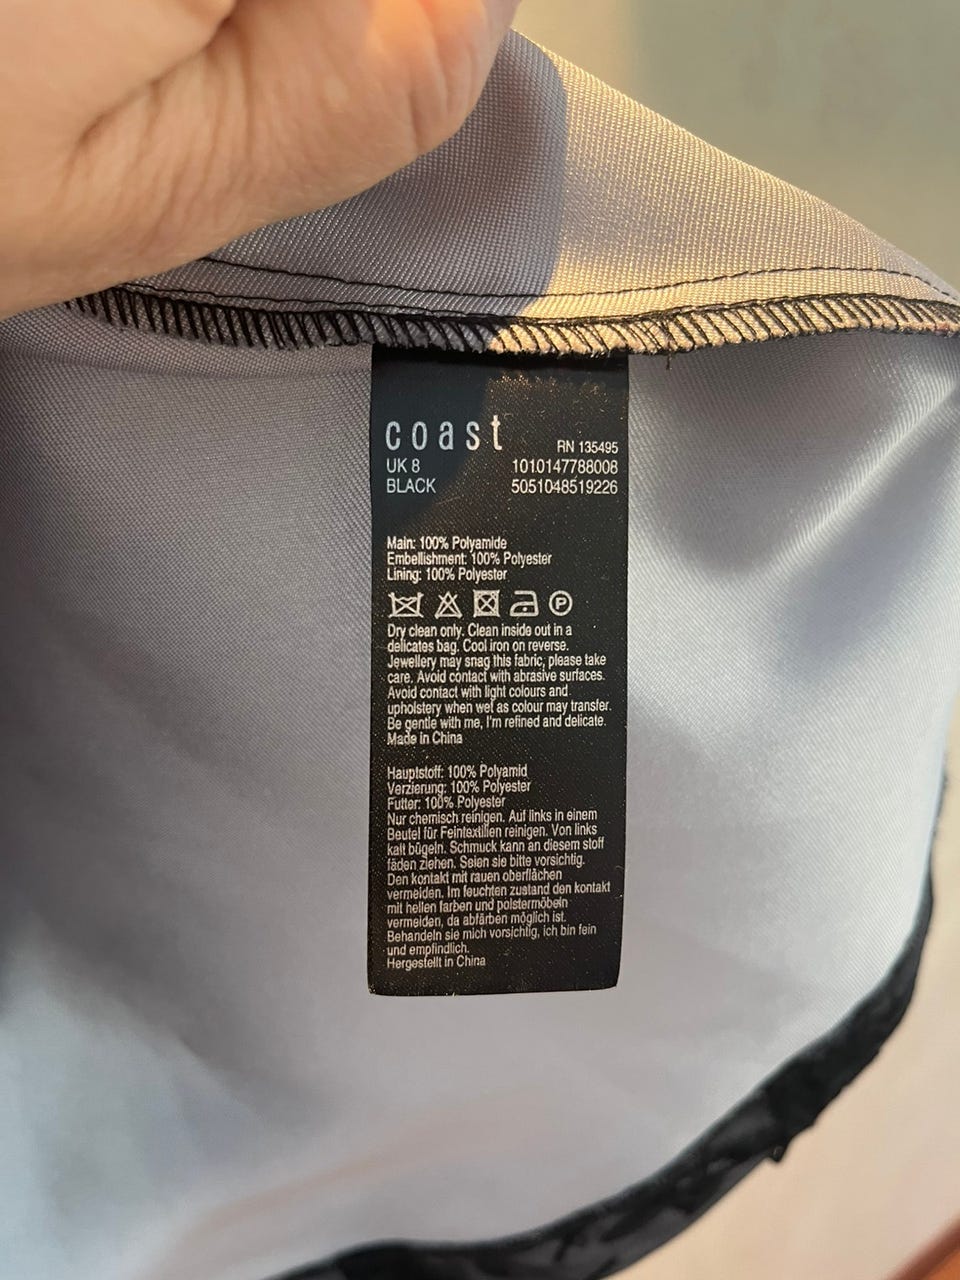 coast
RN 135495
UK 8 1010147788008
BLACK 5051048519226
Main: 100% Polyamide
Embellishment: 100% Polyester
Lining: 100% Polyester
P
Dry clean only. Clean inside out in a
delicates bag. Cool iron on reverse.
Jewellery may snag this fabric, please take
care. Avoid contact with abrasive surfaces.
Avoid contact with light colours and
upholstery when wet as colour may transfer.
Be gentle with me, I'm refined and delicate.
Made in China
Hauptstoff: 100% Polyamid
Verzierung: 100% Polyester
Futter: 100% Polyester
Nur chemisch reinigen. Auf links in einem
Beutel für Feintextilien reinigen. Von links
kalt bügeln. Schmuck kann an diesem stoff
fäden ziehen. Seien sie bitte vorsichtig.
Den kontakt mit rauen oberflächen
vermeiden. Im feuchten zustand den kontakt
mit hellen farben und polstermöbeln
vermeiden, da abfärben möglich ist.
Behandeln sie mich vorsichtig, ich bin fein
und empfindlich.
Hergestellt in China